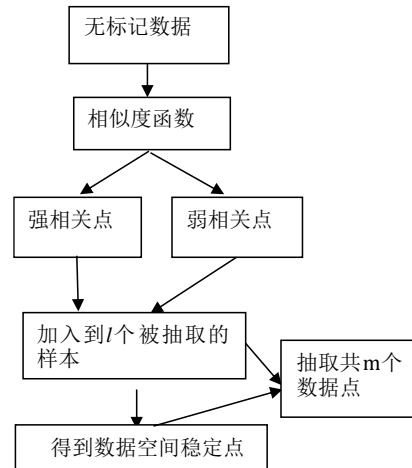 无标记数据
相似度函数
强相关点
弱相关点
加入到l个被抽取的
样本
抽取共m个
数据点
得到数据空间稳定点